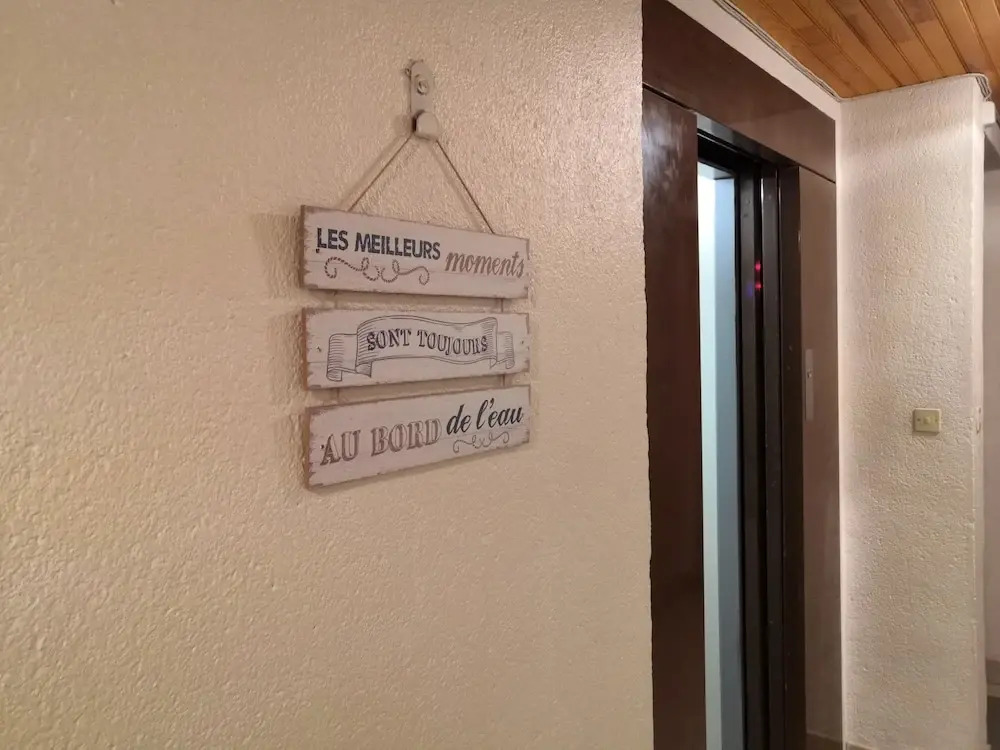 LES MEILLEURS moments
SONT TOUJOURS
AU BORD de l'eau